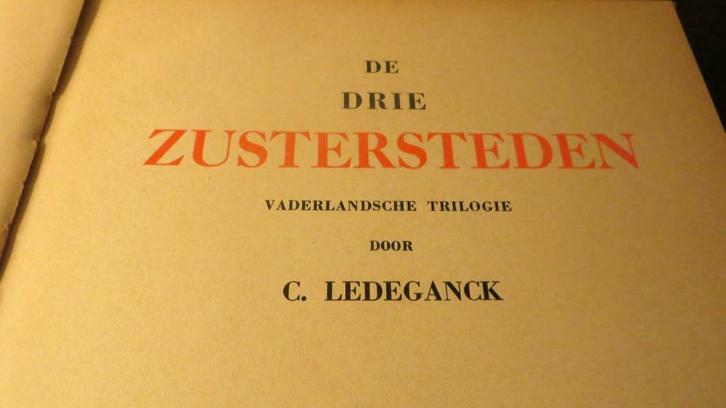 DE
DRIE
ZUSTERSTEDEN
VADERLANDSCHE TRILOGIE
DOOR
C. LEDEGANCK